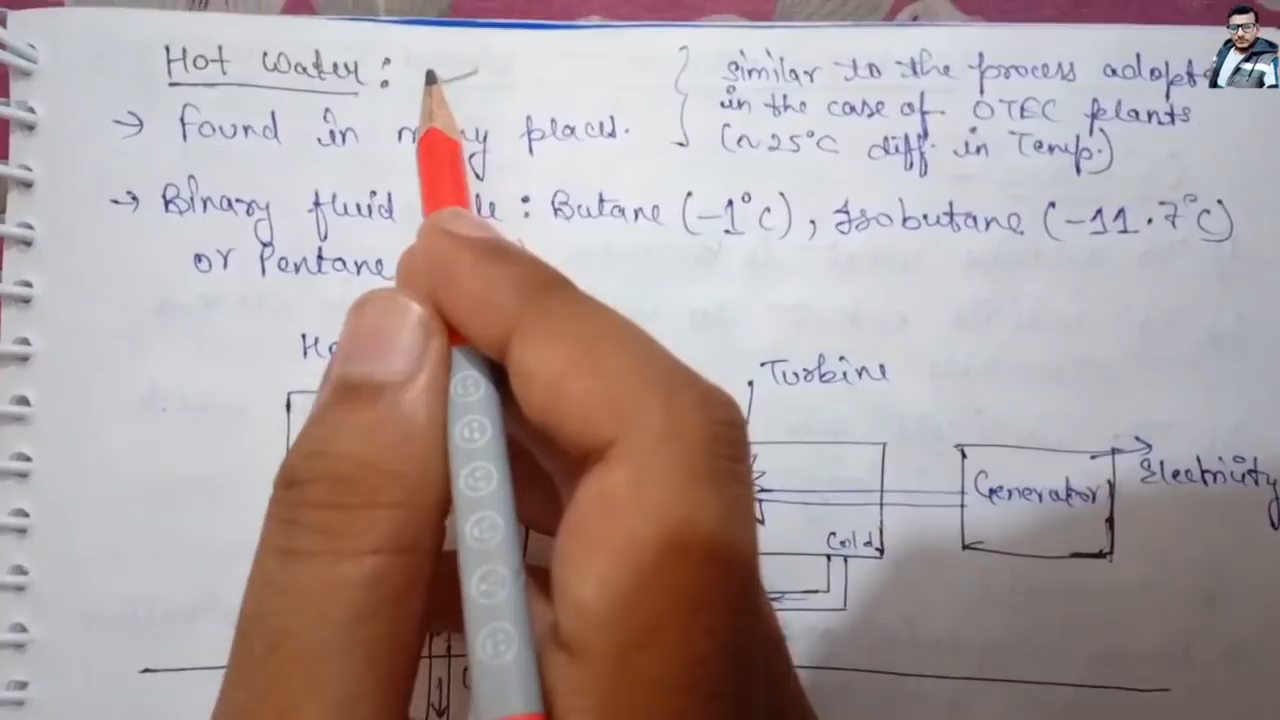 Hot Water :
→ Found in places.
similar to the process adopt
in the case of OTEC plants
(~25°C diff. in Temp.)
→ Binary fluid : Butane (-1°C), Isobutane (-11.7°C)
or Pentane
Turbine
Generator
Electricity
Cold